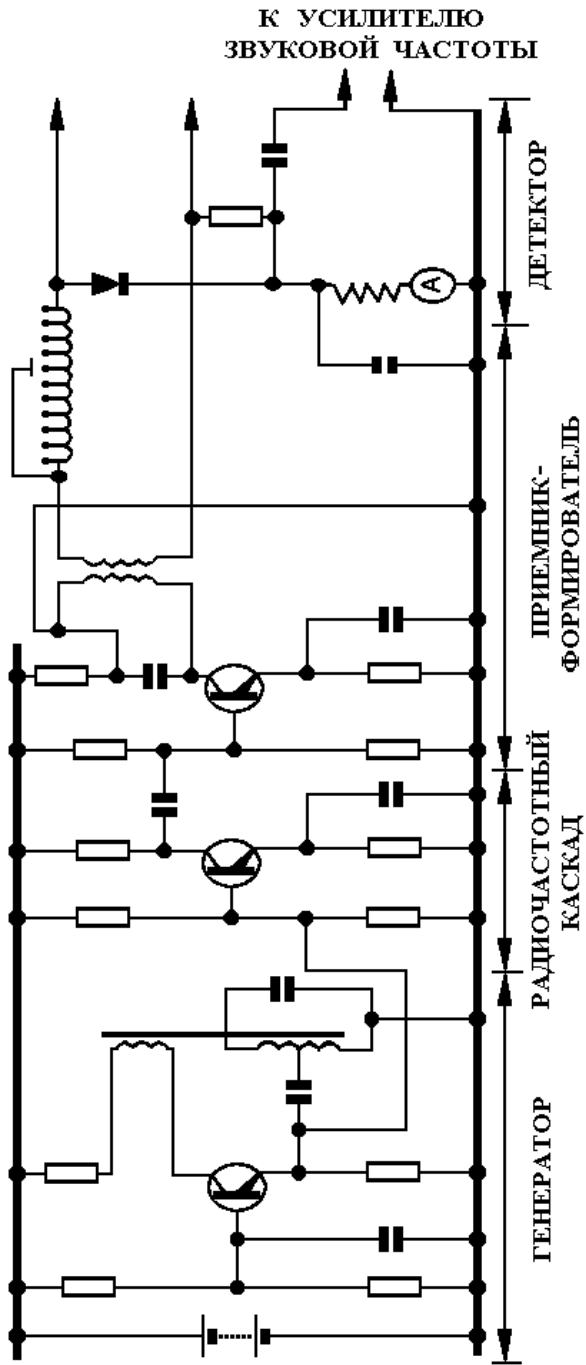 К УСИЛИТЕЛЮ
ЗВУКОВОЙ ЧАСТОТЫ
ДЕТЕКТОР
А
ПРИЕМНИК-
ФОРМИРОВАТЕЛЬ
РАДИОЧАСТОТНЫЙ
КАСКАД
ГЕНЕРАТОР